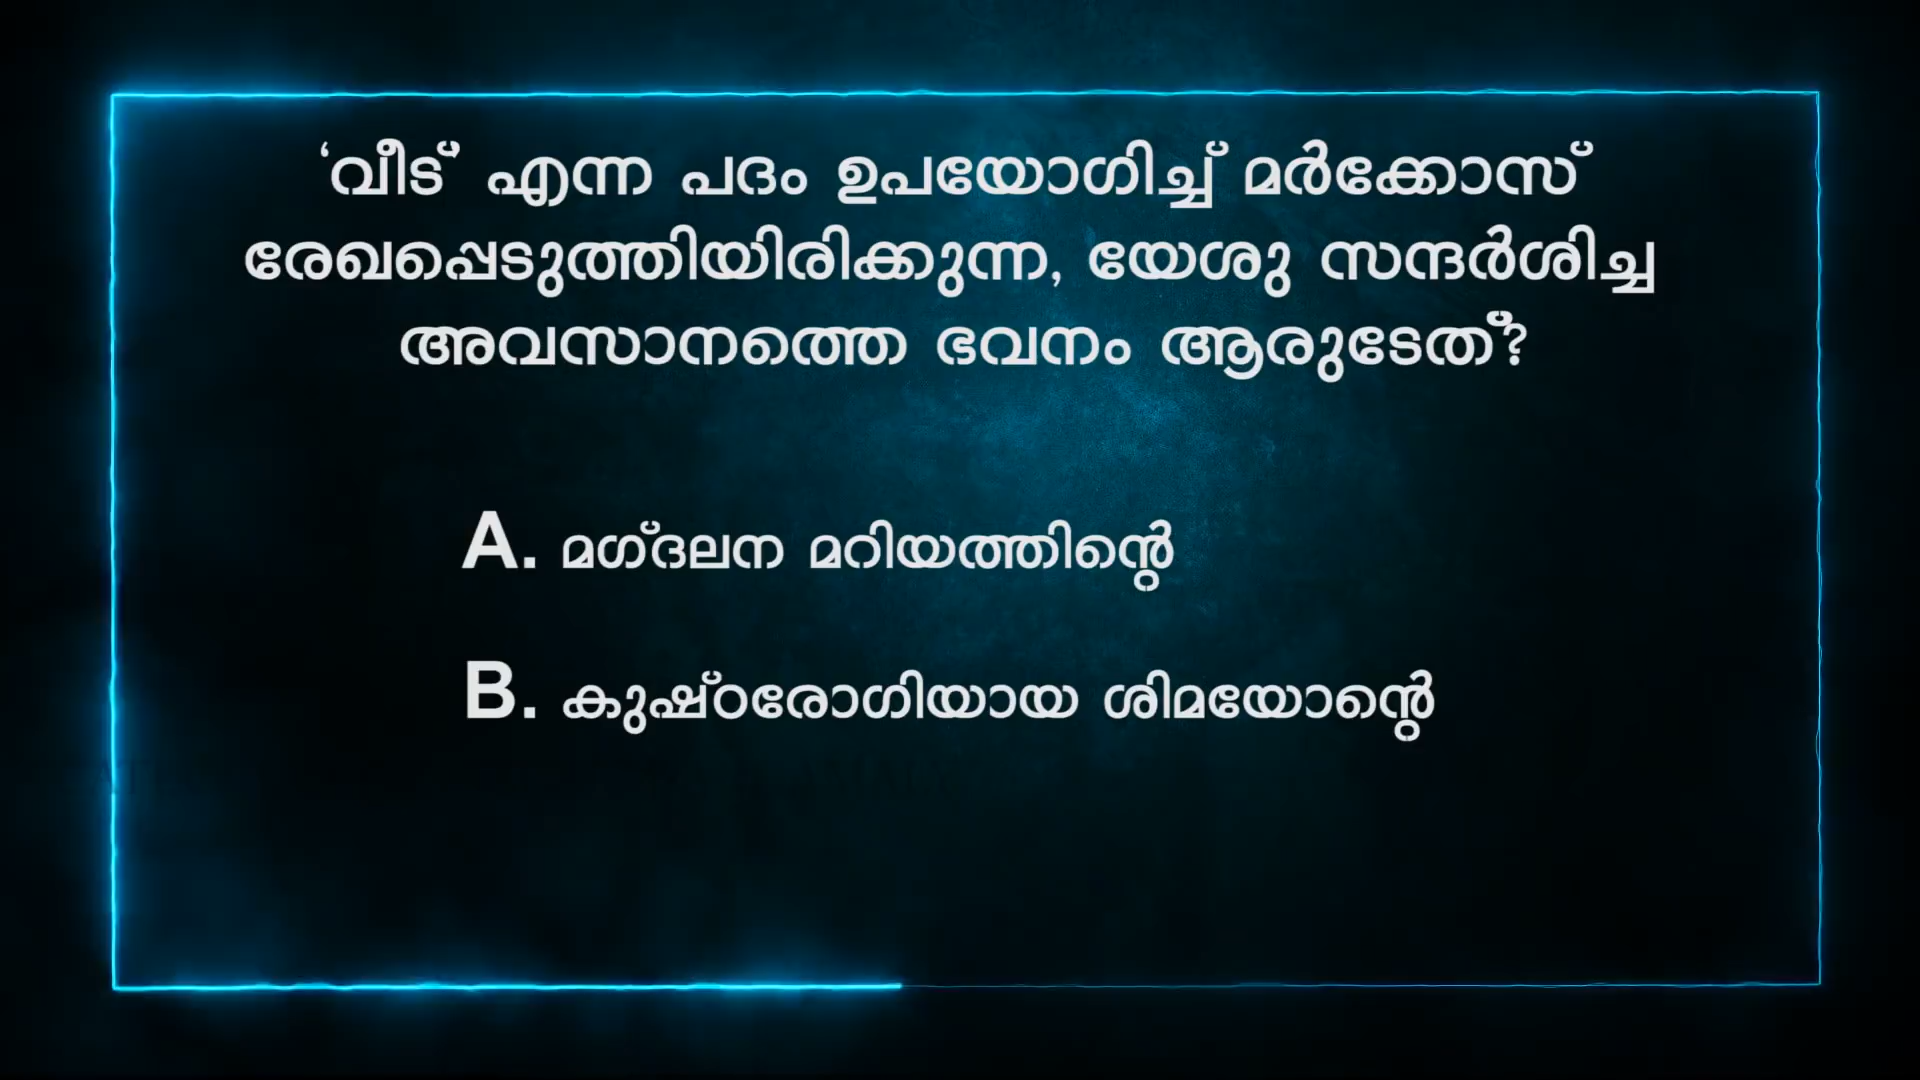 ‘വീട്’ എന്ന പദം ഉപയോഗിച്ച് മർക്കോസ്
രേഖപ്പെടുത്തിയിരിക്കുന്ന, യേശു സന്ദർശിച്ച
അവസാനത്തെ ഭവനം ആരുടേത്?
A. മഗ്ദലന മറിയത്തിന്റെ
B. കുഷ്ഠരോഗിയായ ശിമയോന്റെ